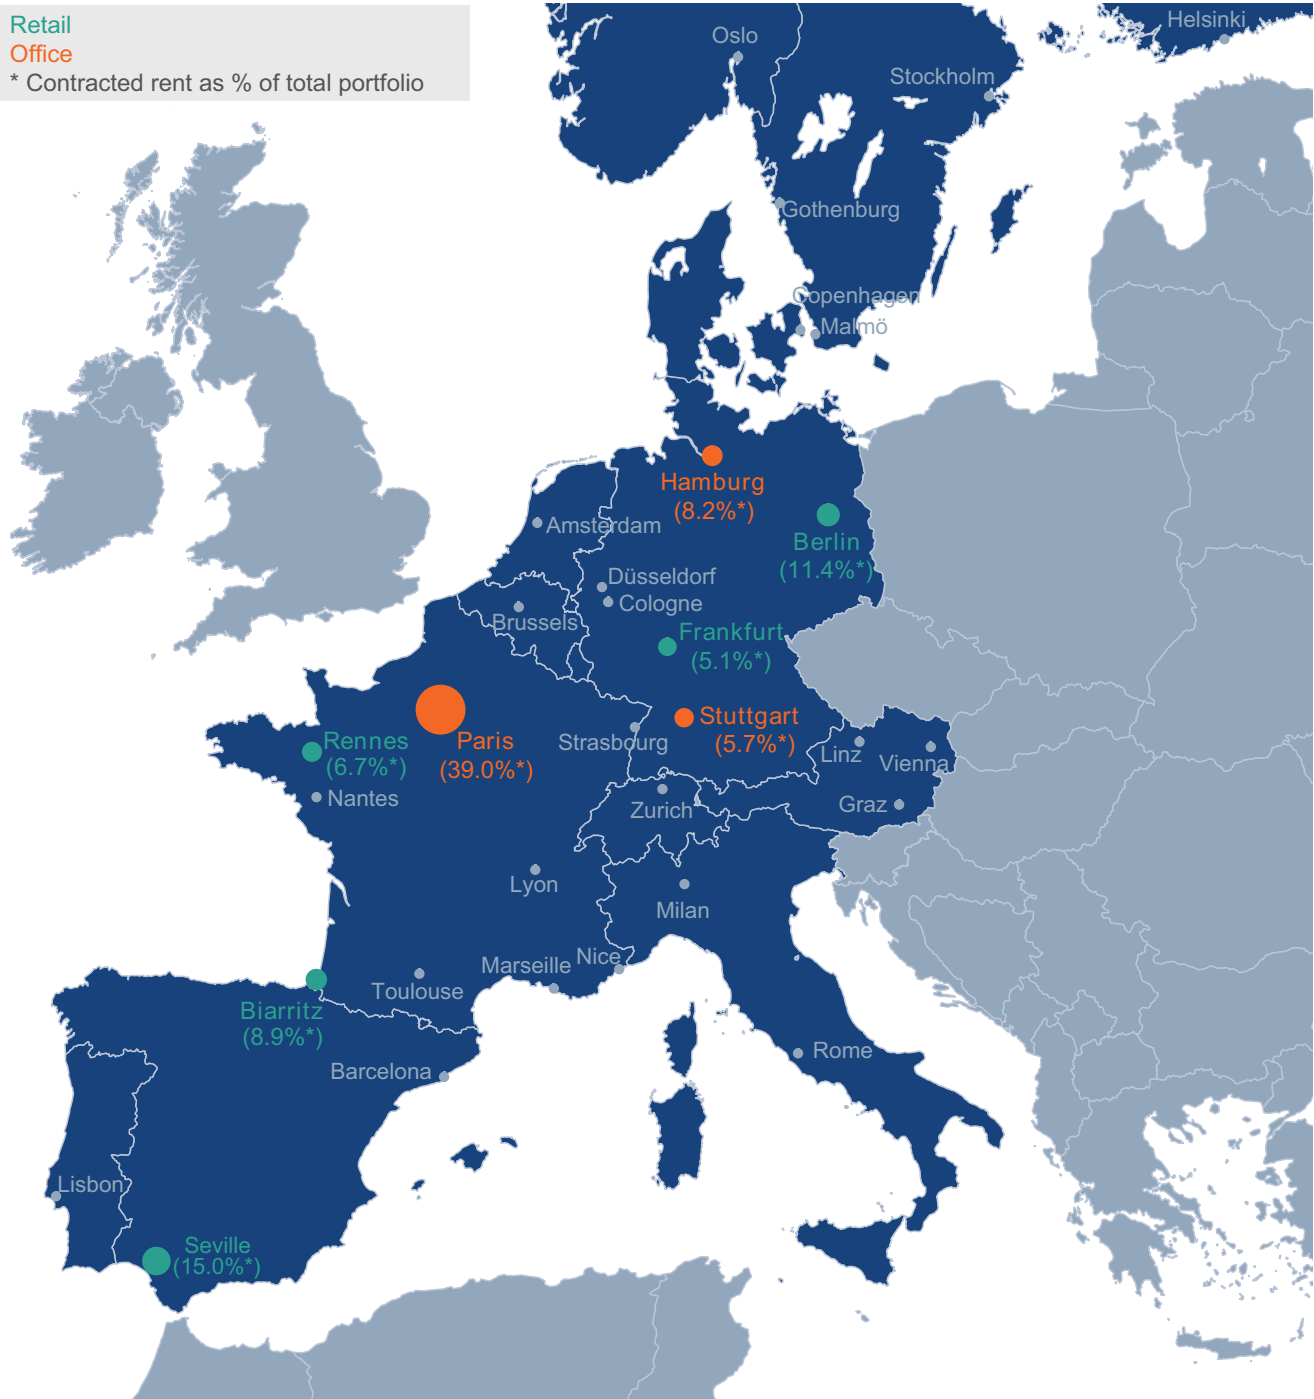 Retail
Office
* Contracted rent as % of total portfolio
Helsinki
Oslo
Stockholm
Gothenburg
Copenhagen
Malmö
Hamburg
(8.2%*)
Amsterdam
Berlin
(11.4%*)
Düsseldorf
Cologne
Brussels
Frankfurt
(5.1%*)
Stuttgart
(5.7%*)
Strasbourg
Rennes
(6.7%*)
Paris
(39.0%*)
Linz
Vienna
Nantes
Zurich
Graz
Lyon
Milan
Nice
Marseille
Toulouse
Biarritz
(8.9%*)
Barcelona
Rome
Lisbon
Seville
(15.0%*)